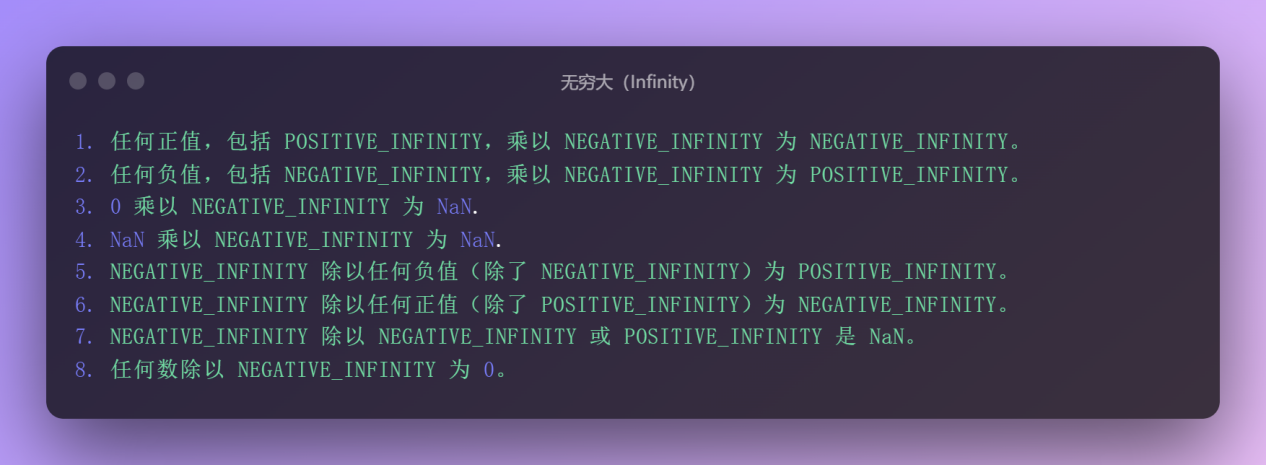 无穷大（Infinity）
1. 任何正值，包括 POSITIVE_INFINITY，乘以 NEGATIVE_INFINITY 为 NEGATIVE_INFINITY。
2. 任何负值，包括 NEGATIVE_INFINITY，乘以 NEGATIVE_INFINITY 为 POSITIVE_INFINITY。
3. 0 乘以 NEGATIVE_INFINITY 为 NaN.
4. NaN 乘以 NEGATIVE_INFINITY 为 NaN.
5. NEGATIVE_INFINITY 除以任何负值（除了 NEGATIVE_INFINITY）为 POSITIVE_INFINITY。
6. NEGATIVE_INFINITY 除以任何正值（除了 POSITIVE_INFINITY）为 NEGATIVE_INFINITY。
7. NEGATIVE_INFINITY 除以 NEGATIVE_INFINITY 或 POSITIVE_INFINITY 是 NaN。
8. 任何数除以 NEGATIVE_INFINITY 为 0。